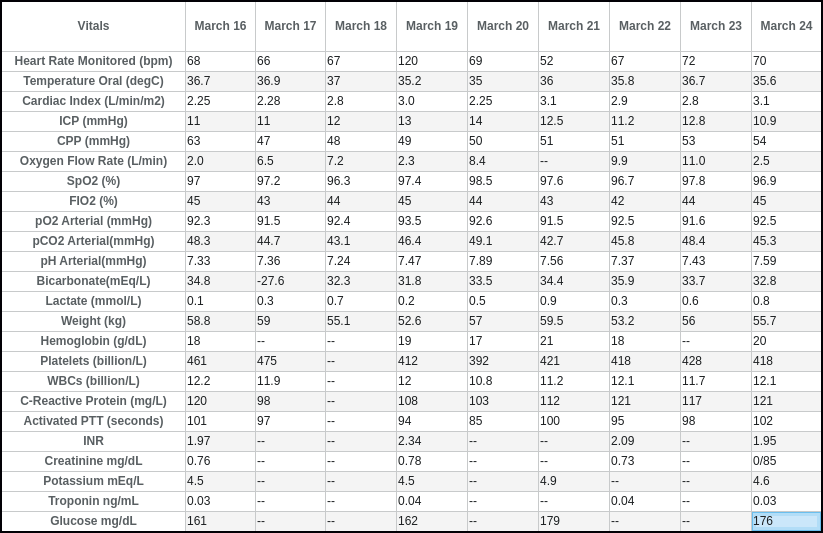 Vitals March 16 March 17 March 18 March 19 March 20 March 21 March 22 March 23 March 24
Heart Rate Monitored (bpm) 68 66 67 120 69 52 67 72 70
Temperature Oral (degC) 36.7 36.9 37 35.2 35 36 35.8 36.7 35.6
Cardiac Index (L/min/m2) 2.25 2.28 2.8 3.0 2.25 3.1 2.9 2.8 3.1
ICP (mmHg) 11 11 12 13 14 12.5 11.2 12.8 10.9
CPP (mmHg) 63 47 48 49 50 51 51 53 54
Oxygen Flow Rate (L/min) 2.0 6.5 7.2 2.3 8.4 -- 9.9 11.0 2.5
SpO2 (%) 97 97.2 96.3 97.4 98.5 97.6 96.7 97.8 96.9
FIO2 (%) 45 43 44 45 44 43 42 44 45
pO2 Arterial (mmHg) 92.3 91.5 92.4 93.5 92.6 91.5 92.5 91.6 92.5
pCO2 Arterial(mmHg) 48.3 44.7 43.1 46.4 49.1 42.7 45.8 48.4 45.3
pH Arterial(mmHg) 7.33 7.36 7.24 7.47 7.89 7.56 7.37 7.43 7.59
Bicarbonate(mEq/L) 34.8 -27.6 32.3 31.8 33.5 34.4 35.9 33.7 32.8
Lactate (mmol/L) 0.1 0.3 0.7 0.2 0.5 0.9 0.3 0.6 0.8
Weight (kg) 58.8 59 55.1 52.6 57 59.5 53.2 56 55.7
Hemoglobin (g/dL) 18 -- -- 19 17 21 18 -- 20
Platelets (billion/L) 461 475 -- 412 392 421 418 428 418
WBCs (billion/L) 12.2 11.9 -- 12 10.8 11.2 12.1 11.7 12.1
C-Reactive Protein (mg/L) 120 98 -- 108 103 112 121 117 121
Activated PTT (seconds) 101 97 -- 94 85 100 95 98 102
INR 1.97 -- -- 2.34 -- -- 2.09 -- 1.95
Creatinine mg/dL 0.76 -- -- 0.78 -- -- 0.73 -- 0/85
Potassium mEq/L 4.5 -- -- 4.5 -- 4.9 -- -- 4.6
Troponin ng/mL 0.03 -- -- 0.04 -- -- 0.04 -- 0.03
Glucose mg/dL 161 -- -- 162 -- 179 -- -- 176